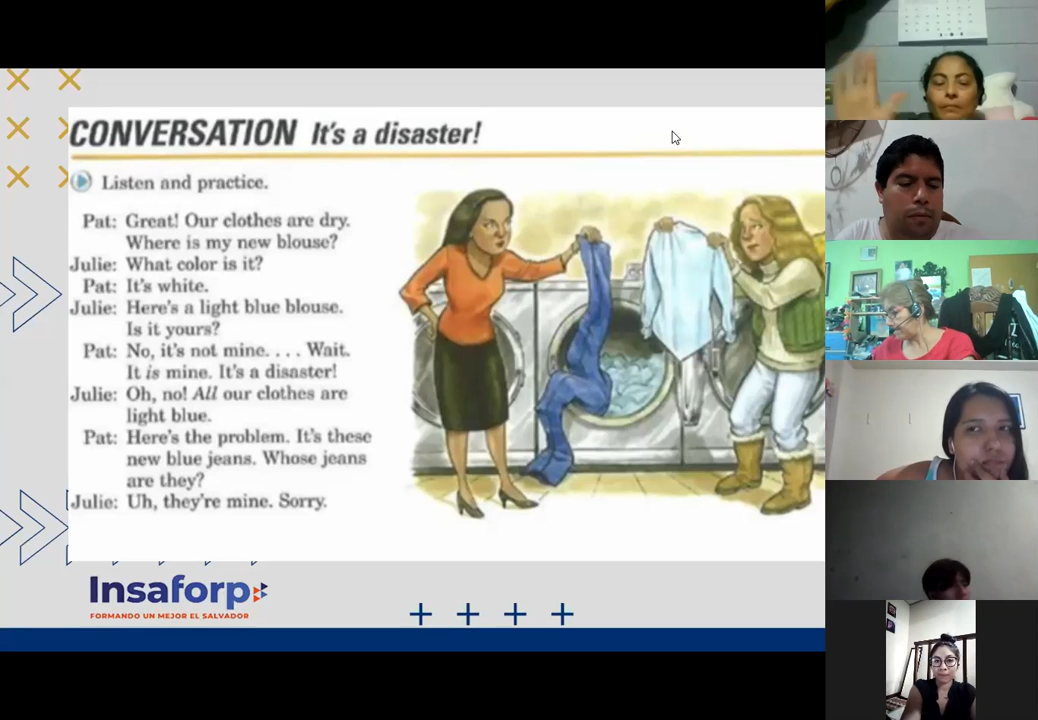 CONVERSATION It's a disaster!
Listen and practice.
Pat: Great! Our clothes are dry.
Where is my new blouse?
Julie: What color is it?
Pat: It's white.
Julie: Here's a light blue blouse.
Is it yours?
Pat: No, it's not mine. . . . Wait.
It is mine. It's a disaster!
Julie: Oh, no! All our clothes are
light blue.
Pat: Here's the problem. It's these
new blue jeans. Whose jeans
are they?
Julie: Uh, they're mine. Sorry.
Insaforp
FORMANDO UN MEJOR EL SALVADOR